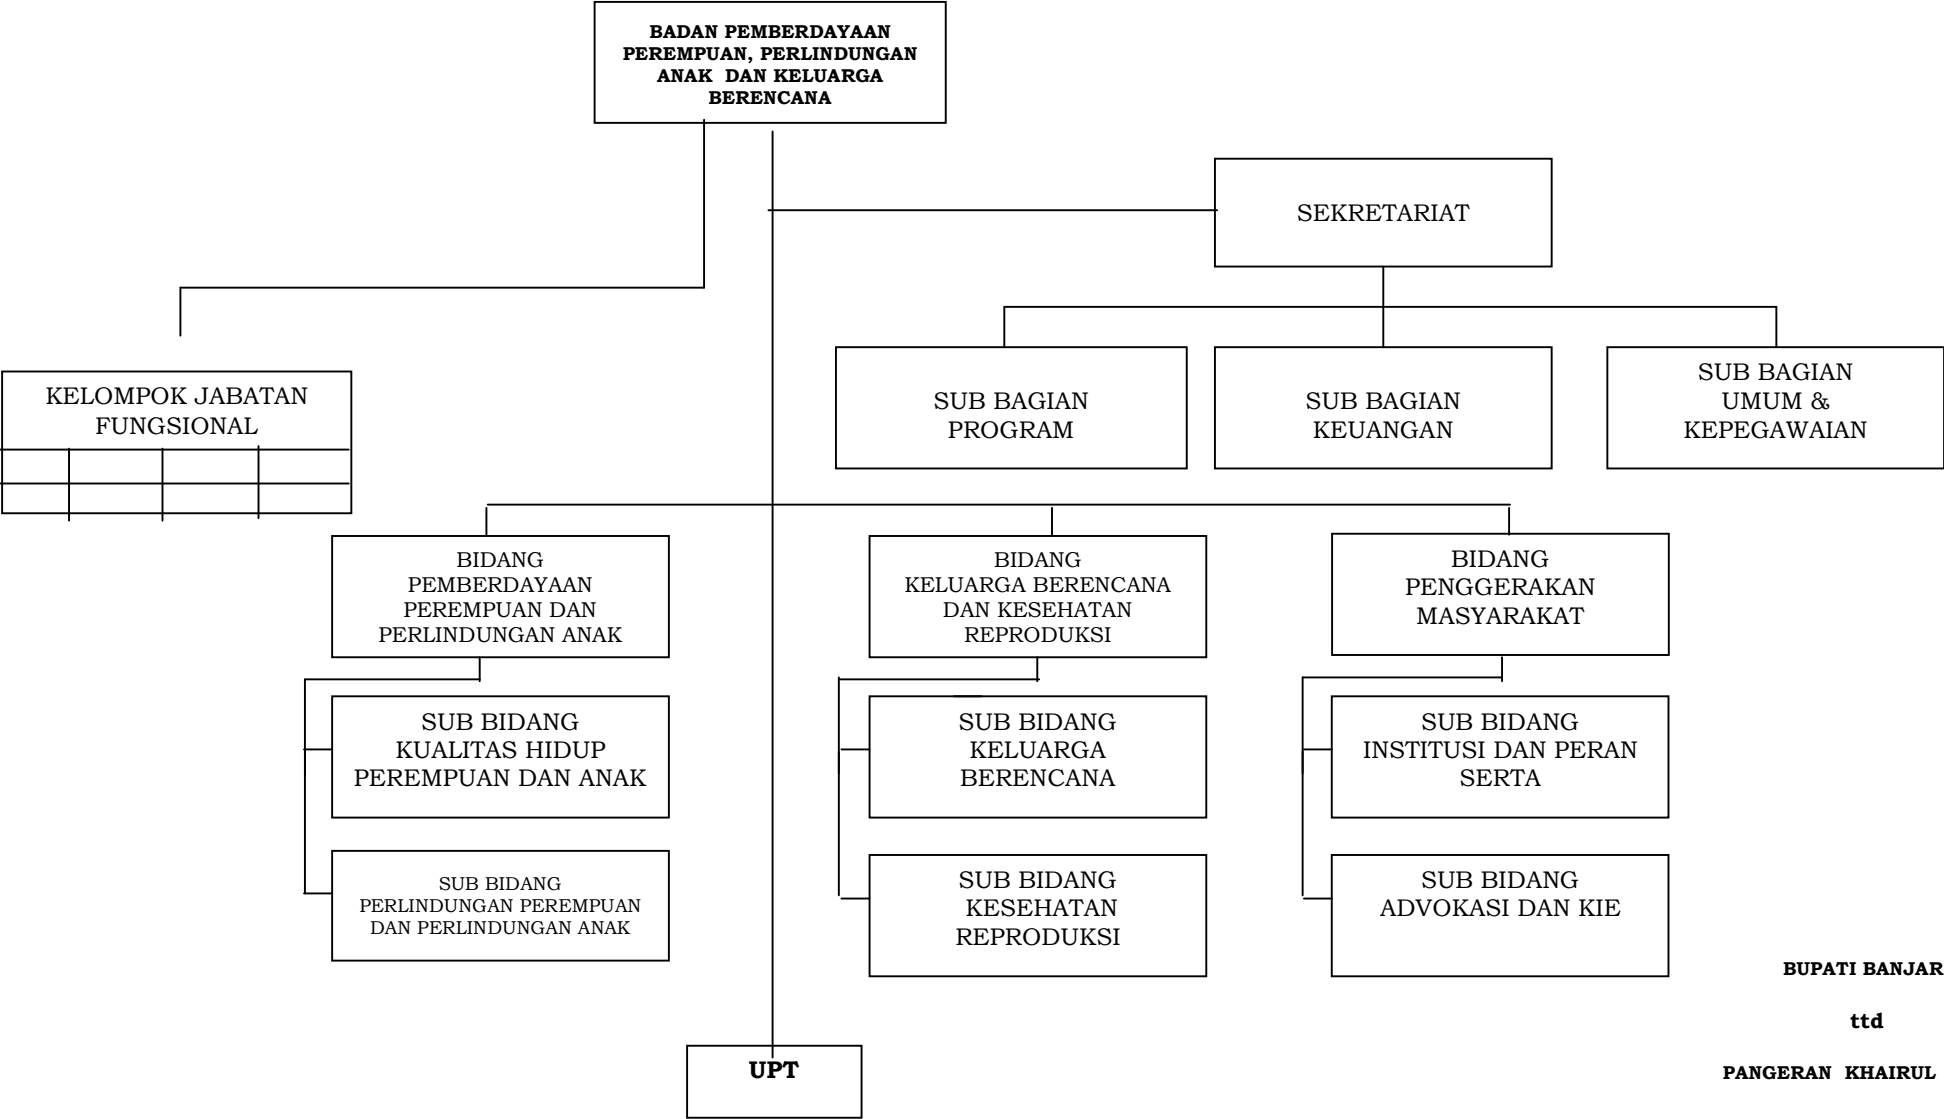 BADAN PEMBERDAYAAN
PEREMPUAN, PERLINDUNGAN
ANAK DAN KELUARGA
BERENCANA
SEKRETARIAT
KELOMPOK JABATAN
FUNGSIONAL
SUB BAGIAN
PROGRAM
SUB BAGIAN
KEUANGAN
SUB BAGIAN
UMUM &
KEPEGAWAIAN
BIDANG
PEMBERDAYAAN
PEREMPUAN DAN
PERLINDUNGAN ANAK
BIDANG
KELUARGA BERENCANA
DAN KESEHATAN
REPRODUKSI
BIDANG
PENGGERAKAN
MASYARAKAT
SUB BIDANG
KUALITAS HIDUP
PEREMPUAN DAN ANAK
SUB BIDANG
KELUARGA
BERENCANA
SUB BIDANG
INSTITUSI DAN PERAN
SERTA
SUB BIDANG
PERLINDUNGAN PEREMPUAN
DAN PERLINDUNGAN ANAK
SUB BIDANG
KESEHATAN
REPRODUKSI
SUB BIDANG
ADVOKASI DAN KIE
UPT
BUPATI BANJAR
ttd
PANGERAN KHAIRUL